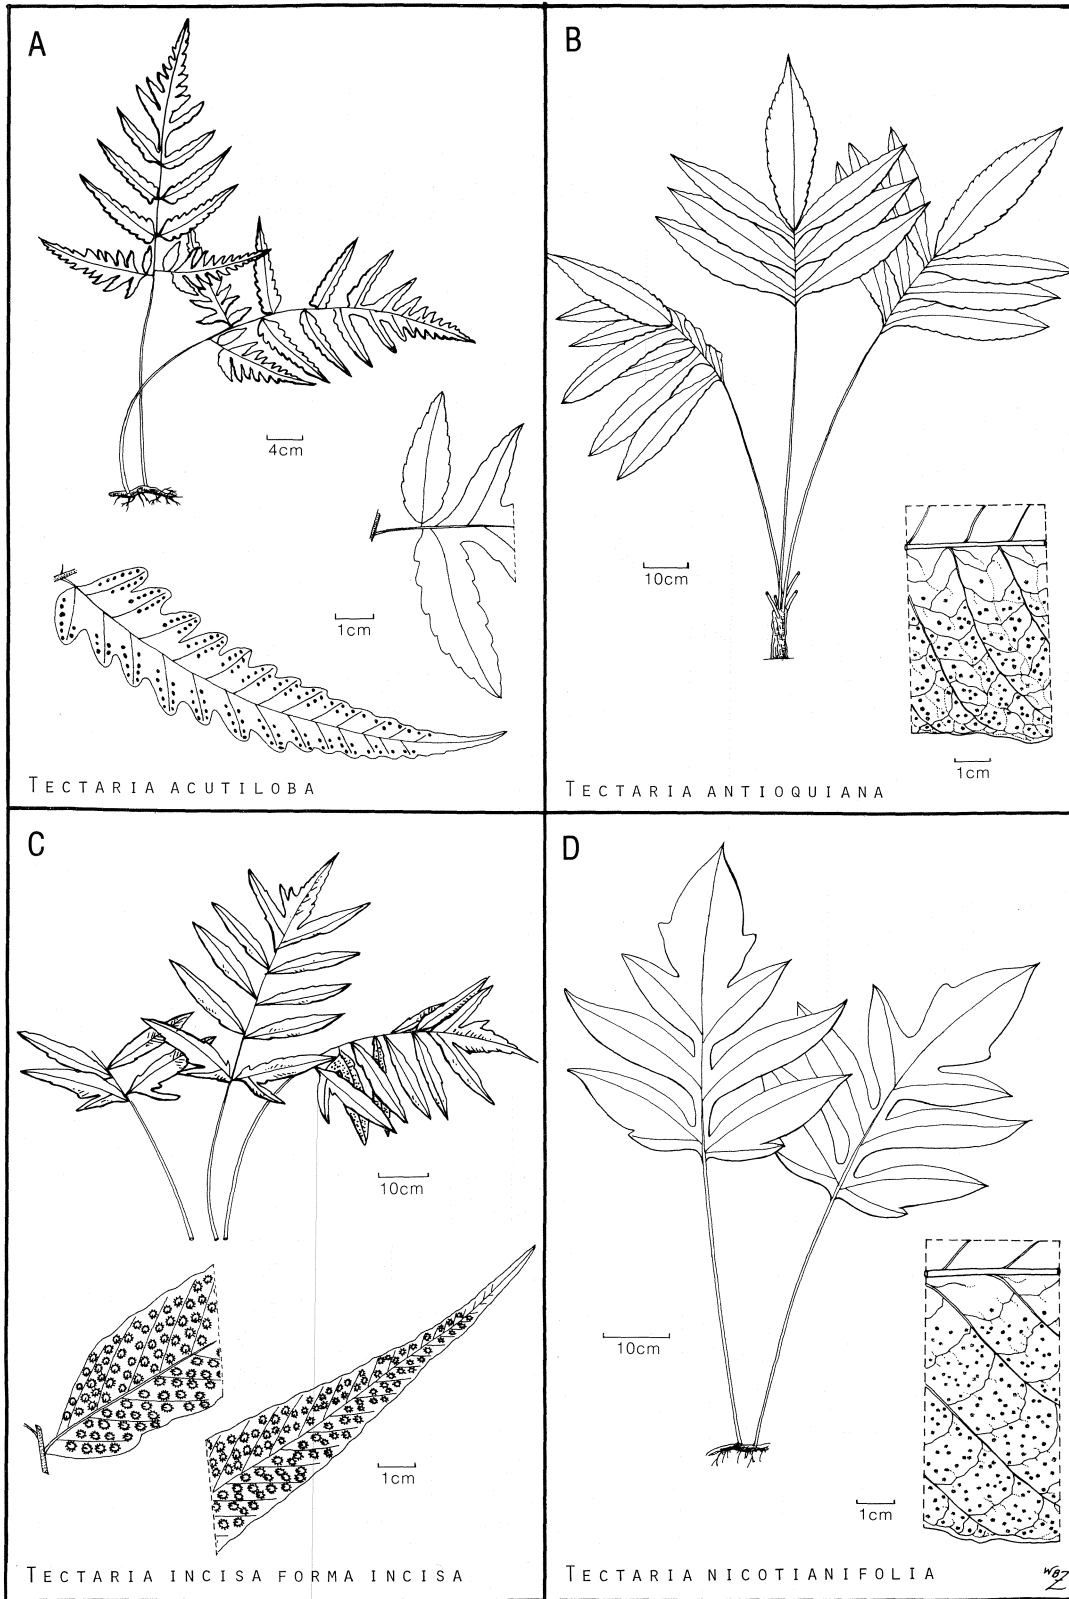 A
4cm
1cm
TECTARIA ACUTILOBA
B
10cm
1cm
TECTARIA ANTIOQUIANA
C
10cm
1cm
TECTARIA INCISA FORMA INCISA
D
10cm
1cm
TECTARIA NICOTIANIFOLIA